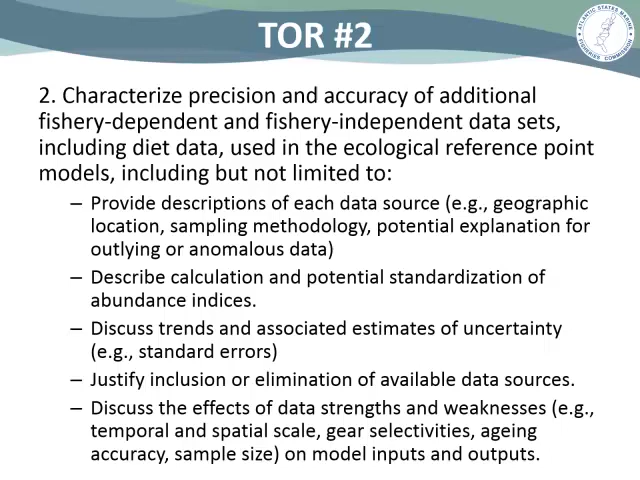 TOR #2
ATLANTIC STATES MARINE
FISHERIES COMMISSION
2. Characterize precision and accuracy of additional
fishery-dependent and fishery-independent data sets,
including diet data, used in the ecological reference point
models, including but not limited to:
– Provide descriptions of each data source (e.g., geographic
location, sampling methodology, potential explanation for
outlying or anomalous data)
– Describe calculation and potential standardization of
abundance indices.
– Discuss trends and associated estimates of uncertainty
(e.g., standard errors)
– Justify inclusion or elimination of available data sources.
– Discuss the effects of data strengths and weaknesses (e.g.,
temporal and spatial scale, gear selectivities, ageing
accuracy, sample size) on model inputs and outputs.